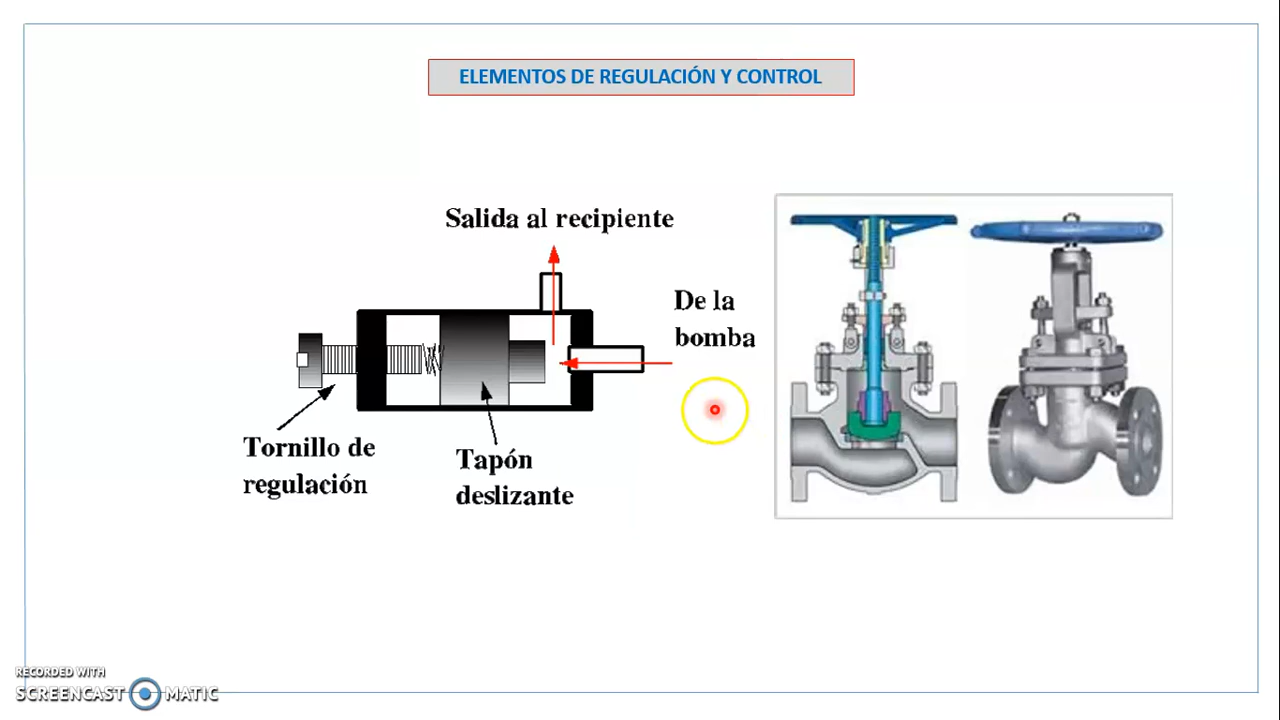 ELEMENTOS DE REGULACIÓN Y CONTROL
Salida al recipiente
De la
bomba
Tornillo de
regulación
Tapón
deslizante
RECORDED WITH
SCREENCAST MATIC